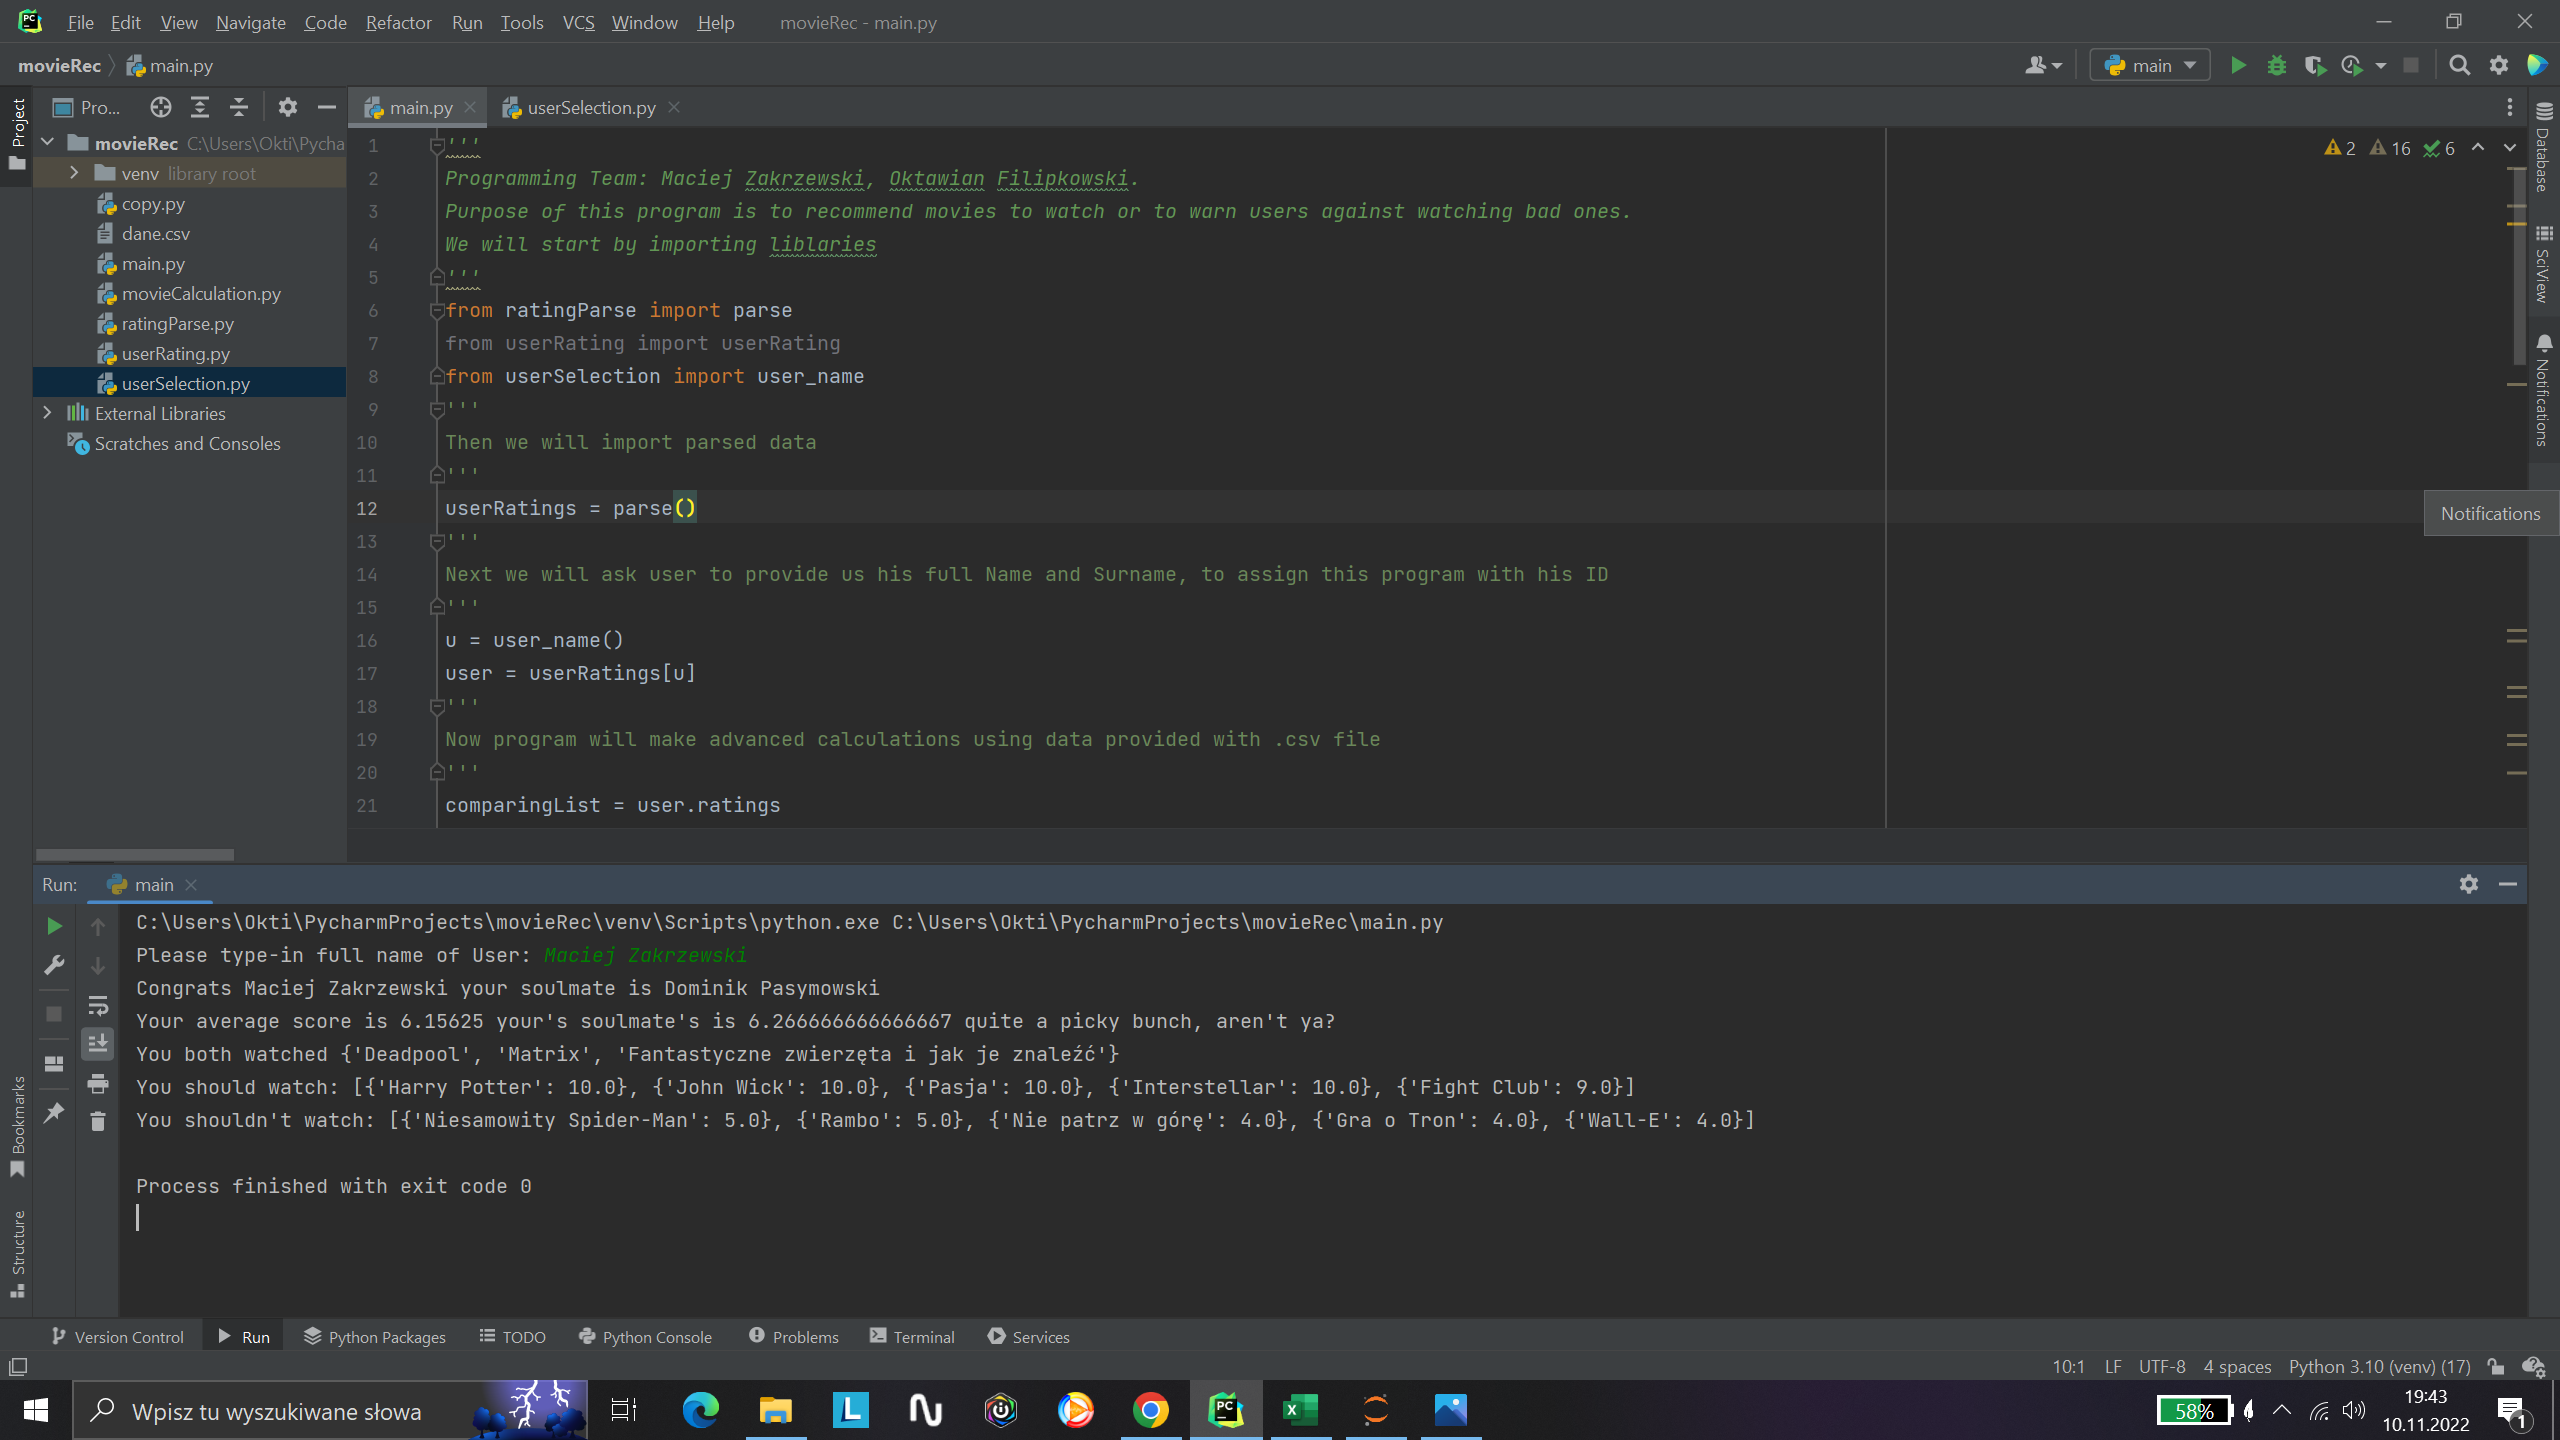 File Edit View Navigate Code Refactor Run Tools VCS Window Help movieRec - main.py
movieRec main.py main
Project Pro... main.py userSelection.py
movieRec C:\Users\Okti\Pycha
venv library root
copy.py
dane.csv
main.py
movieCalculation.py
ratingParse.py
userRating.py
userSelection.py
External Libraries
Scratches and Consoles
2 16 6
1 '''
2 Programming Team: Maciej Zakrzewski, Oktawian Filipkowski.
3 Purpose of this program is to recommend movies to watch or to warn users against watching bad ones.
4 We will start by importing liblaries
5 '''
6 from ratingParse import parse
7 from userRating import userRating
8 from userSelection import user_name
9 '''
10 Then we will import parsed data
11 '''
12 userRatings = parse()
13 '''
14 Next we will ask user to provide us his full Name and Surname, to assign this program with his ID
15 '''
16 u = user_name()
17 user = userRatings[u]
18 '''
19 Now program will make advanced calculations using data provided with .csv file
20 '''
21 comparingList = user.ratings
Database
SciView
Notifications
Notifications
Run: main
C:\Users\Okti\PycharmProjects\movieRec\venv\Scripts\python.exe C:\Users\Okti\PycharmProjects\movieRec\main.py
Please type-in full name of User: Maciej Zakrzewski
Congrats Maciej Zakrzewski your soulmate is Dominik Pasymowski
Your average score is 6.15625 your's soulmate's is 6.266666666666667 quite a picky bunch, aren't ya?
You both watched {'Deadpool', 'Matrix', 'Fantastyczne zwierzęta i jak je znaleźć'}
You should watch: [{'Harry Potter': 10.0}, {'John Wick': 10.0}, {'Pasja': 10.0}, {'Interstellar': 10.0}, {'Fight Club': 9.0}]
You shouldn't watch: [{'Niesamowity Spider-Man': 5.0}, {'Rambo': 5.0}, {'Nie patrz w górę': 4.0}, {'Gra o Tron': 4.0}, {'Wall-E': 4.0}]
Process finished with exit code 0
Bookmarks
Structure
Version Control Run Python Packages TODO Python Console Problems Terminal Services
10:1 LF UTF-8 4 spaces Python 3.10 (venv) (17)
Wpisz tu wyszukiwane słowa
58%
19:43
10.11.2022
1